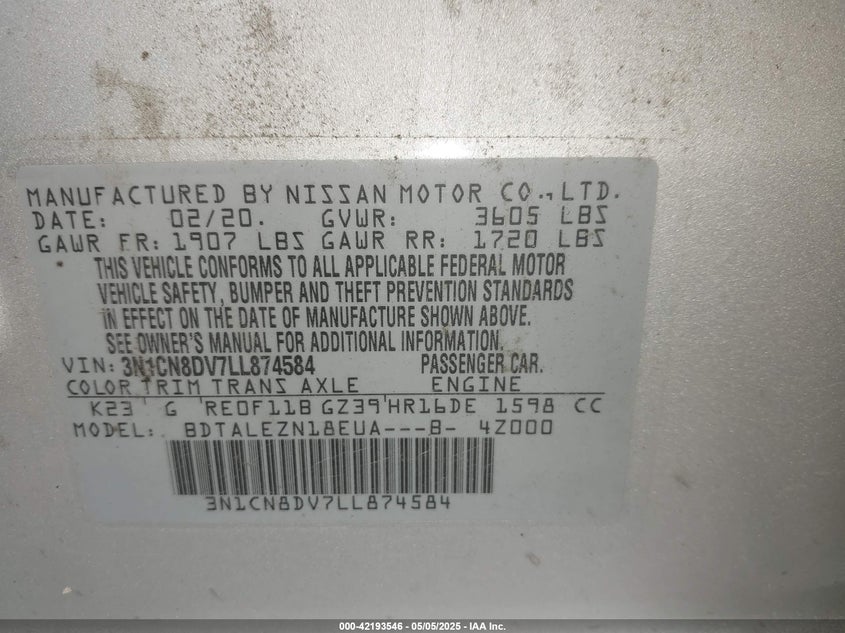 MANUFACTURED BY NISSAN MOTOR CO., LTD.
DATE: 02/20. GVWR: 3605 LBS
GAWR FR: 1907 LBS GAWR RR: 1720 LBS
THIS VEHICLE CONFORMS TO ALL APPLICABLE FEDERAL MOTOR
VEHICLE SAFETY, BUMPER AND THEFT PREVENTION STANDARDS
IN EFFECT ON THE DATE OF MANUFACTURE SHOWN ABOVE.
SEE OWNER'S MANUAL FOR ADDITIONAL INFORMATION.
VIN: 3N1CN8DV7LL874584 PASSENGER CAR.
COLOR TRIM TRANS AXLE ENGINE
K23 G RE0F11B GZ39 HR16DE 1598 CC
MODEL: BDTALEZN18EUA---B- 4Z000
3N1CN8DV7LL874584
000-42193546 - 05/05/2025 - IAA Inc.